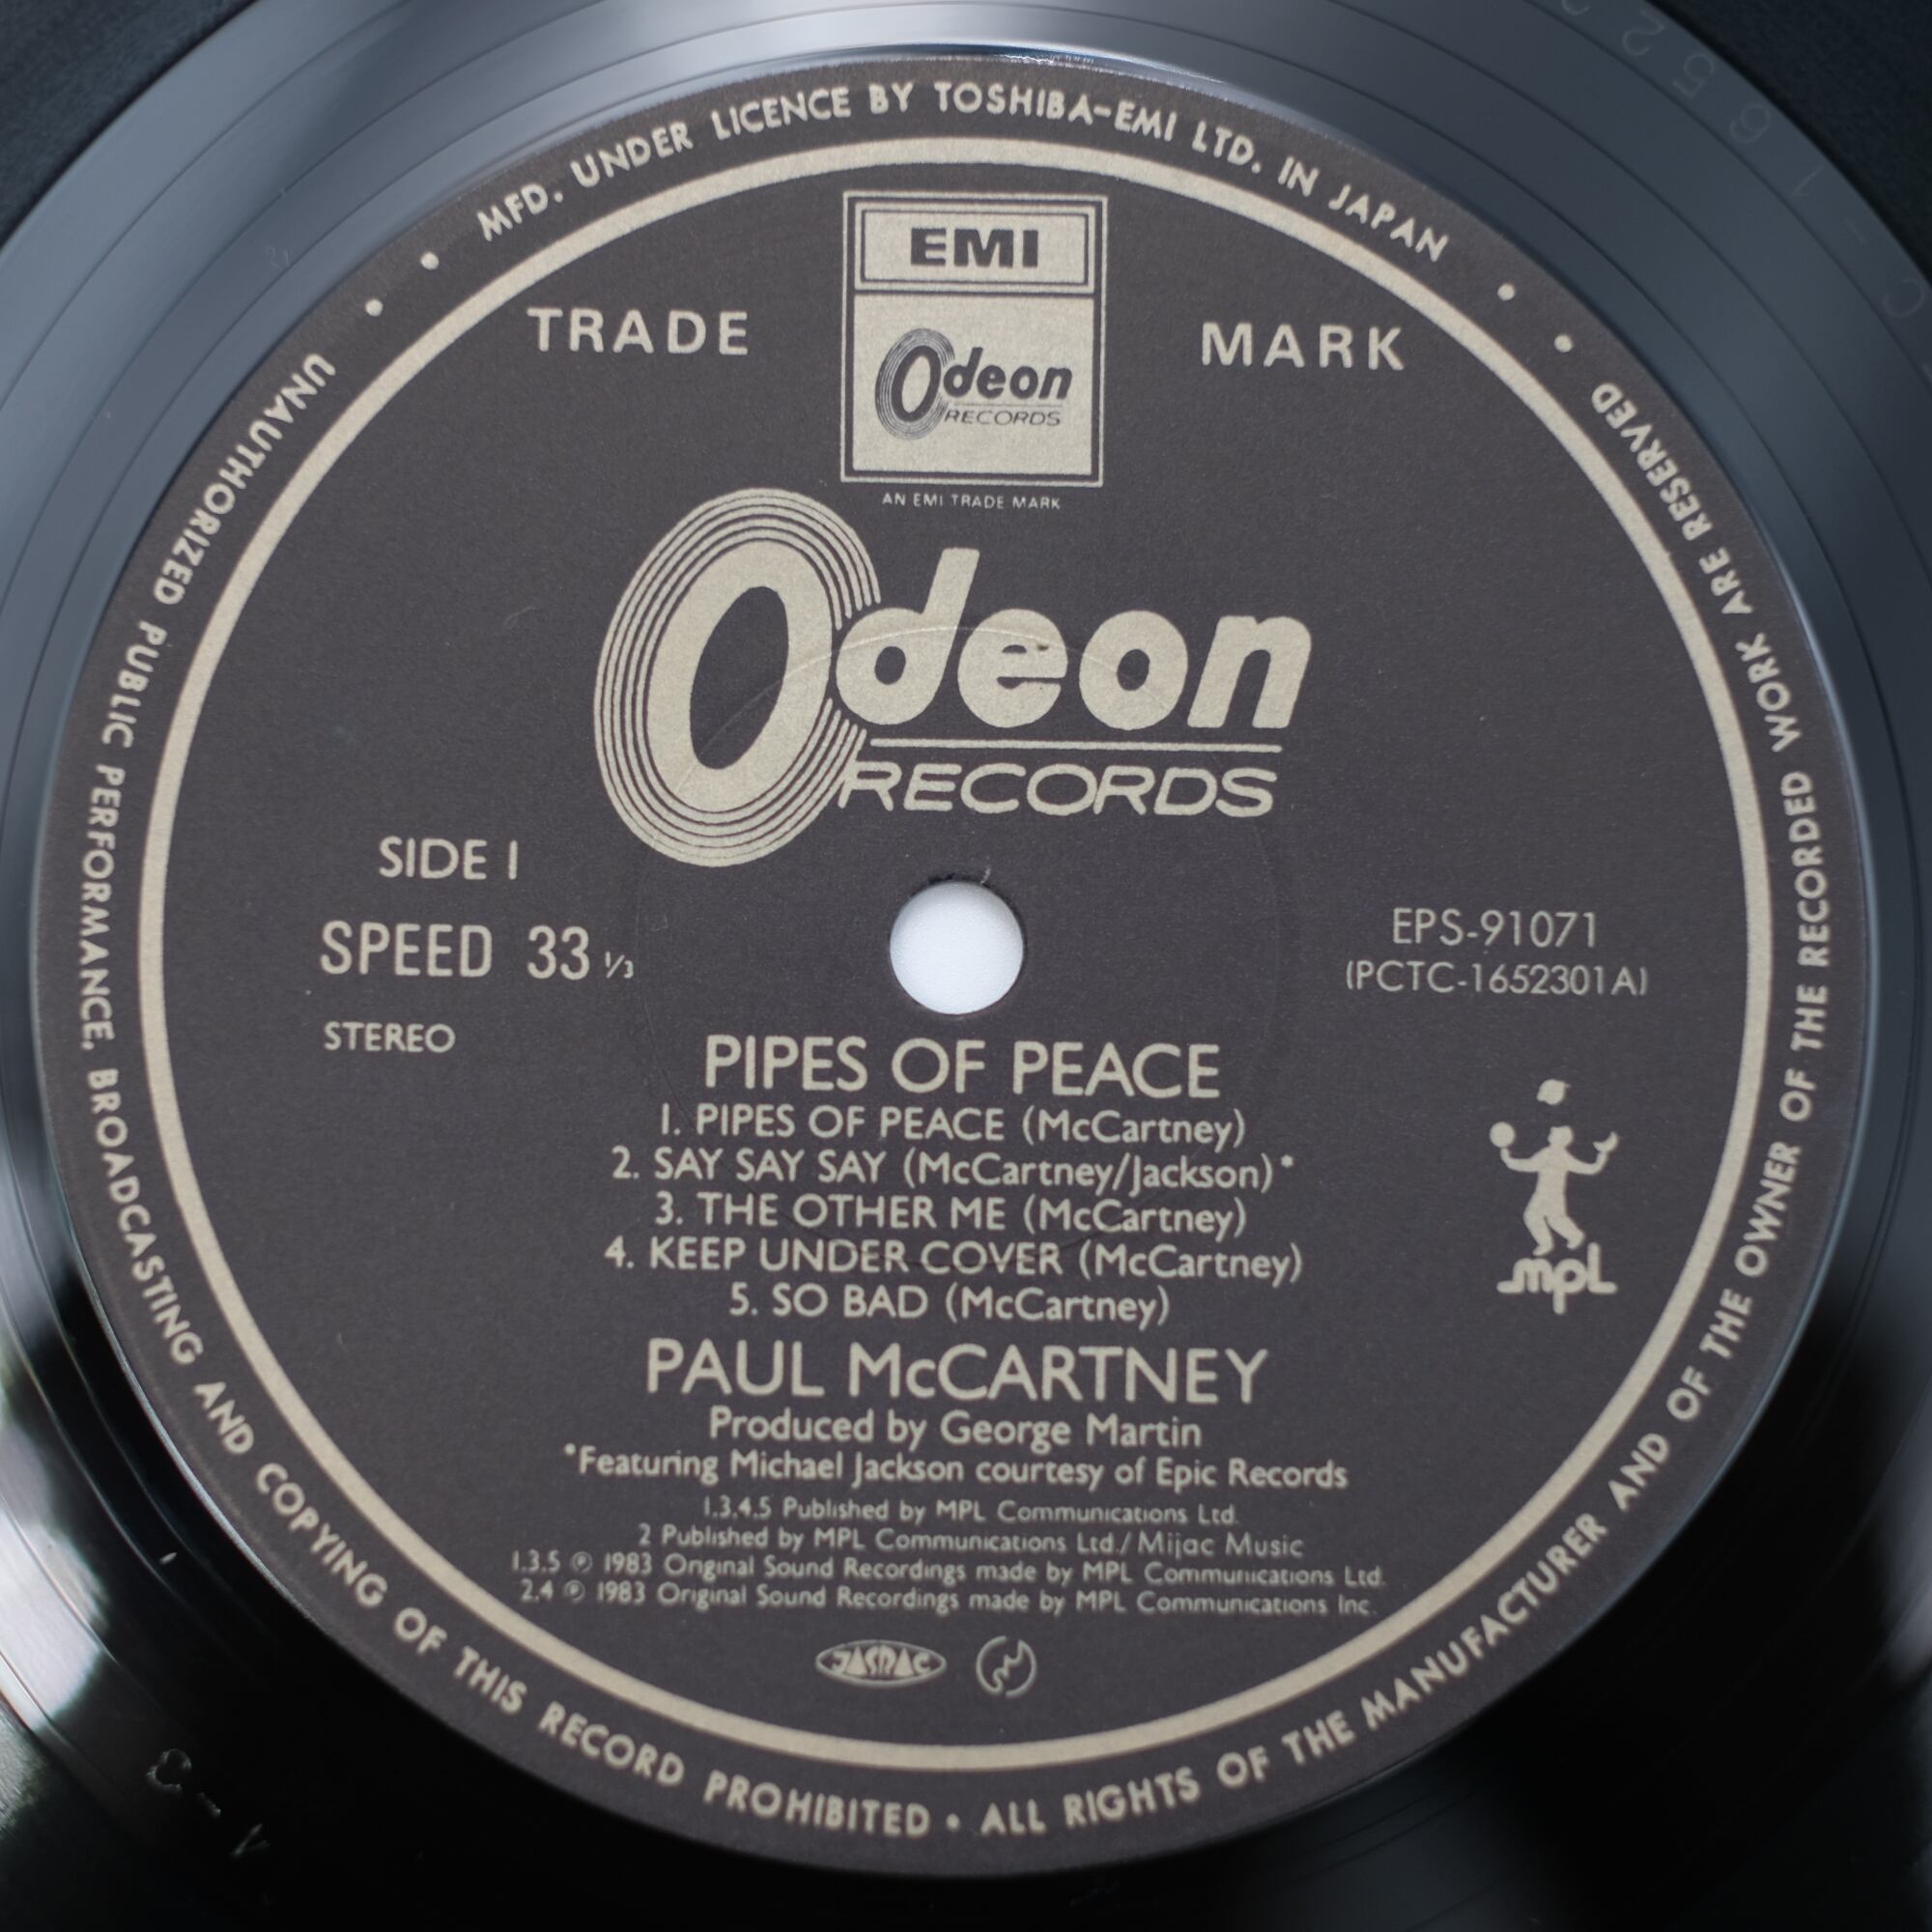 MFD. UNDER LICENCE BY TOSHIBA-EMI LTD. IN JAPAN
EMI
TRADE MARK
Odeon
RECORDS
AN EMI TRADE MARK
Odeon
RECORDS
SIDE 1
SPEED 33 1/3
STEREO
EPS-91071
(PCTC-1652301A)
PIPES OF PEACE
1. PIPES OF PEACE (McCartney)
2. SAY SAY SAY (McCartney/Jackson)*
3. THE OTHER ME (McCartney)
4. KEEP UNDER COVER (McCartney)
5. SO BAD (McCartney)
mpl
PAUL McCARTNEY
Produced by George Martin
*Featuring Michael Jackson courtesy of Epic Records
1.3.4.5 Published by MPL Communications Ltd.
2 Published by MPL Communications Ltd./Mijac Music
1.3.5 ℗ 1983 Original Sound Recordings made by MPL Communications Ltd.
2.4 ℗ 1983 Original Sound Recordings made by MPL Communications Inc.
JASRAC
UNAUTHORIZED PUBLIC PERFORMANCE, BROADCASTING AND COPYING OF THIS RECORD PROHIBITED • ALL RIGHTS OF THE MANUFACTURER AND OF THE OWNER OF THE RECORDED WORK ARE RESERVED